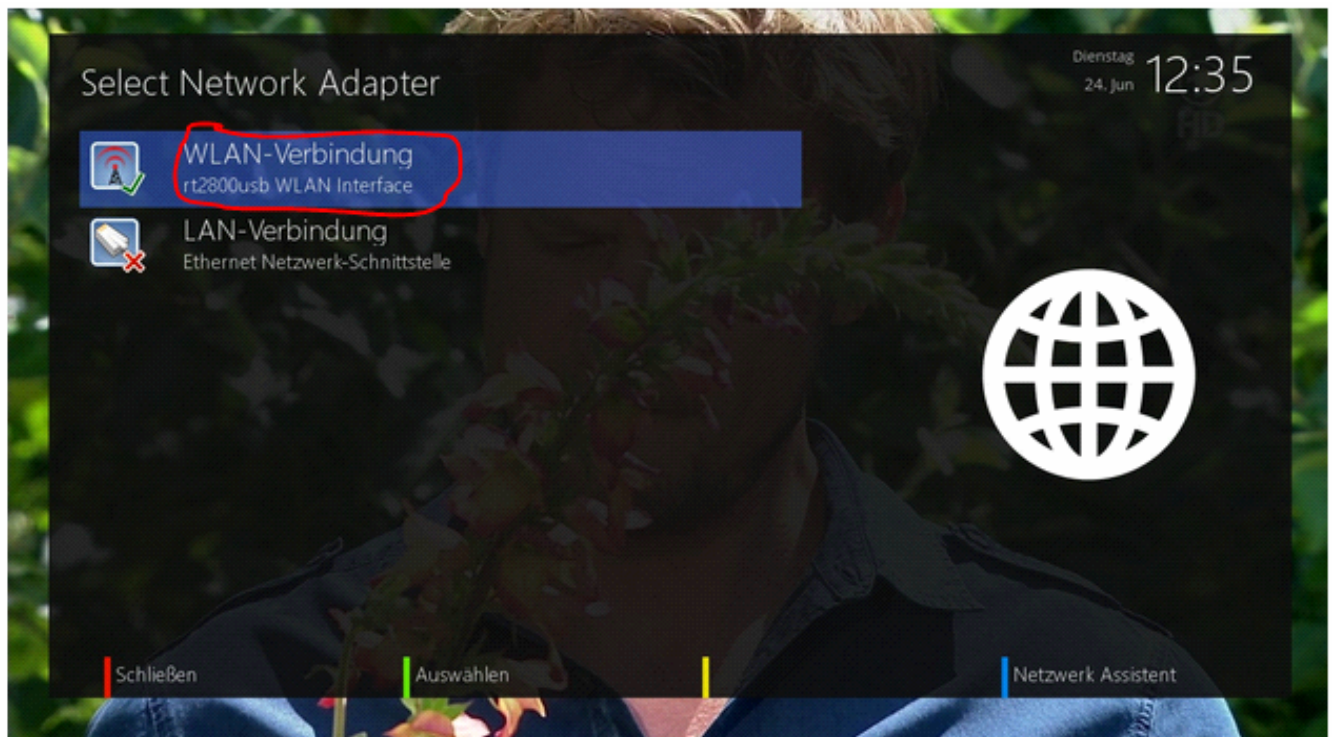 Select Network Adapter
Dienstag
24. Jun
12:35
WLAN-Verbindung
rt2800usb WLAN Interface
LAN-Verbindung
Ethernet Netzwerk-Schnittstelle
Schließen
Auswählen
Netzwerk Assistent